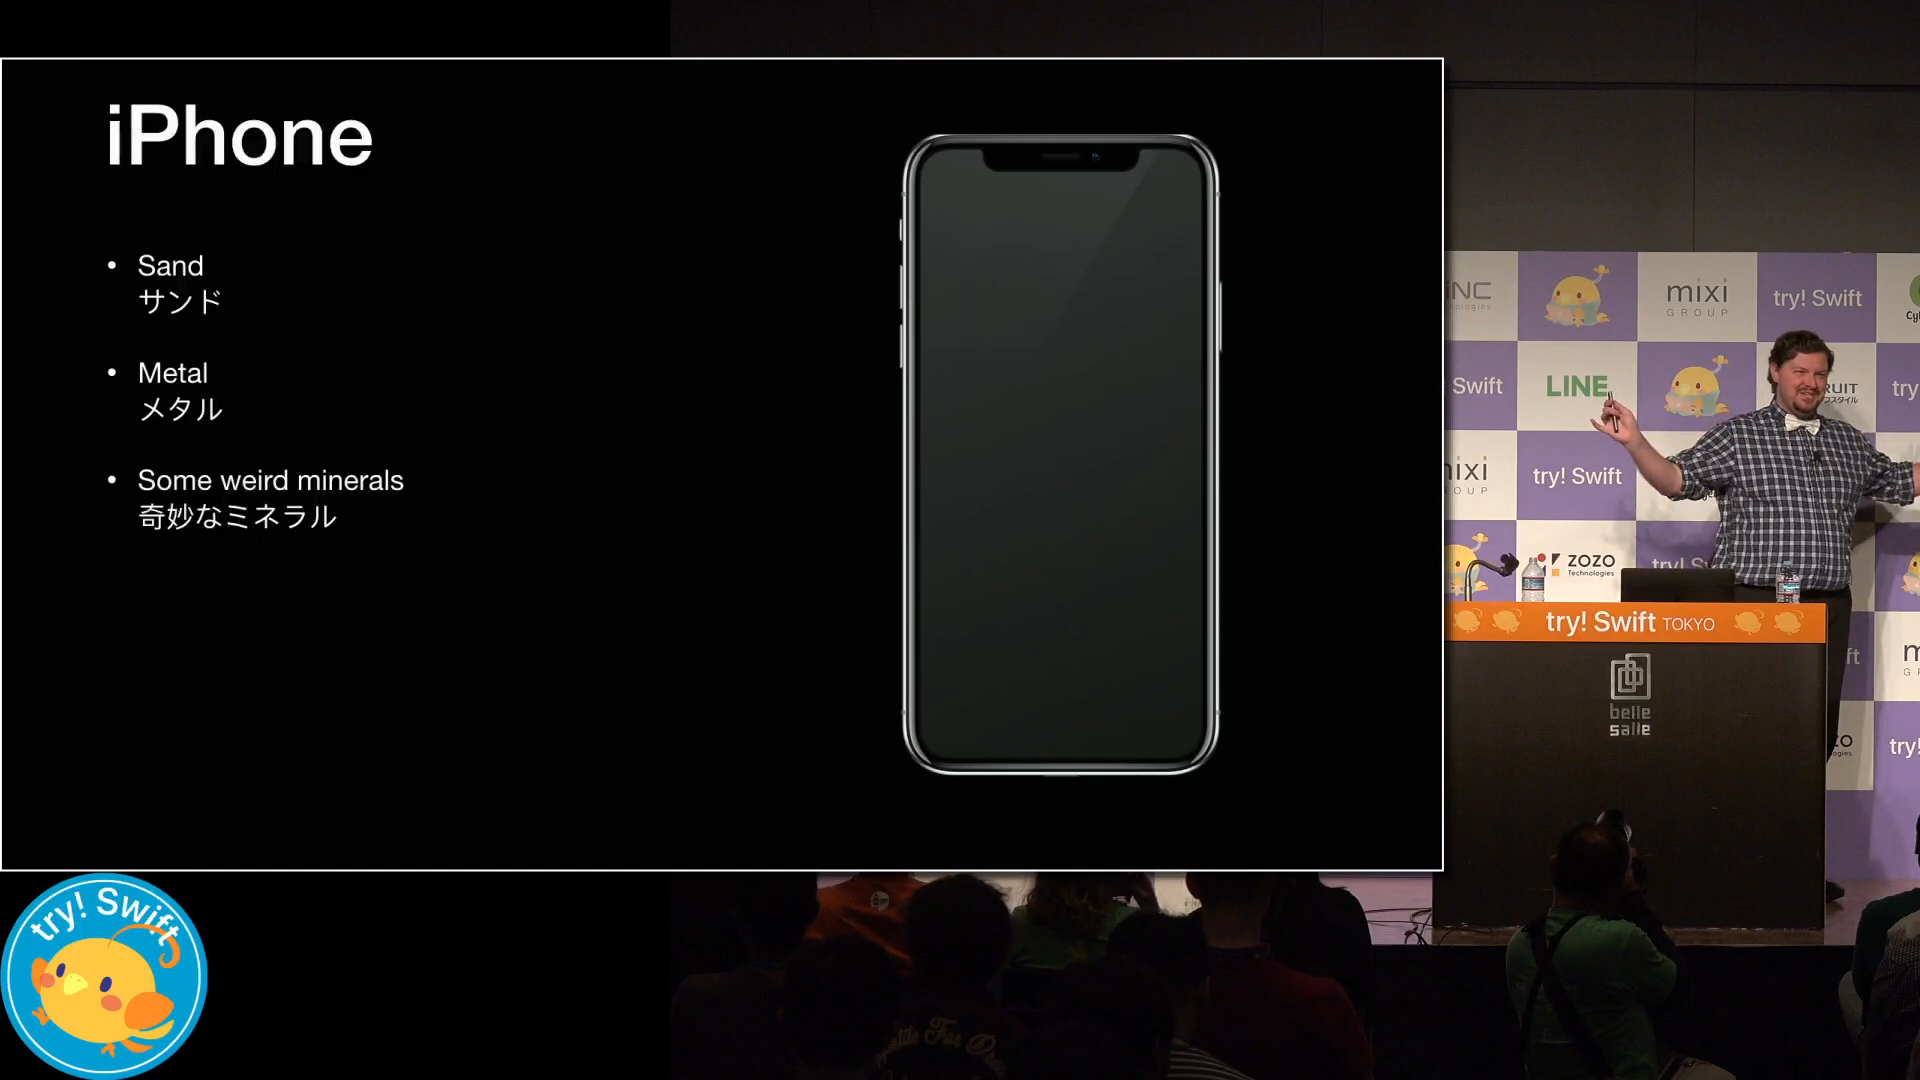 iPhone
• Sand
サンド
• Metal
メタル
• Some weird minerals
奇妙なミネラル
mixi
GROUP
try! Swift
Swift
LINE
try! Swift
ZOZO
Technologies
try! Swift TOKYO
belle
salle
try! Swift